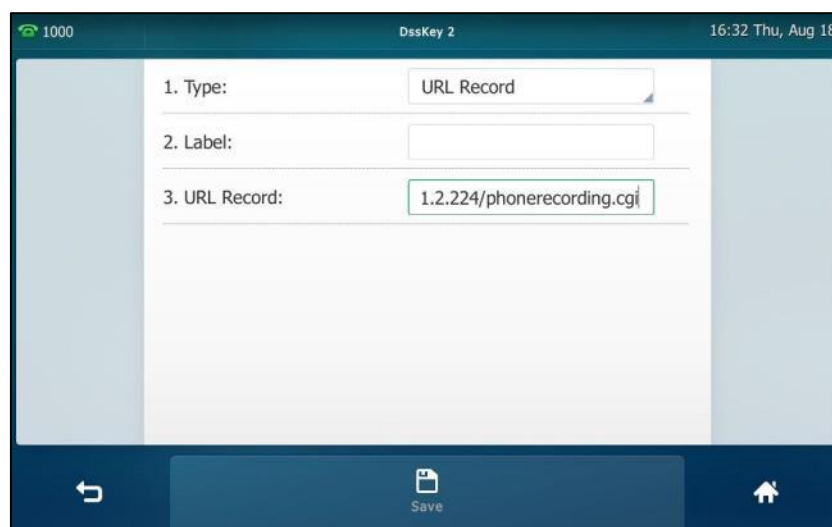 1000 DssKey 2 16:32 Thu, Aug 18
1. Type: URL Record
2. Label:
3. URL Record: 1.2.224/phonerecording.cgi
Save